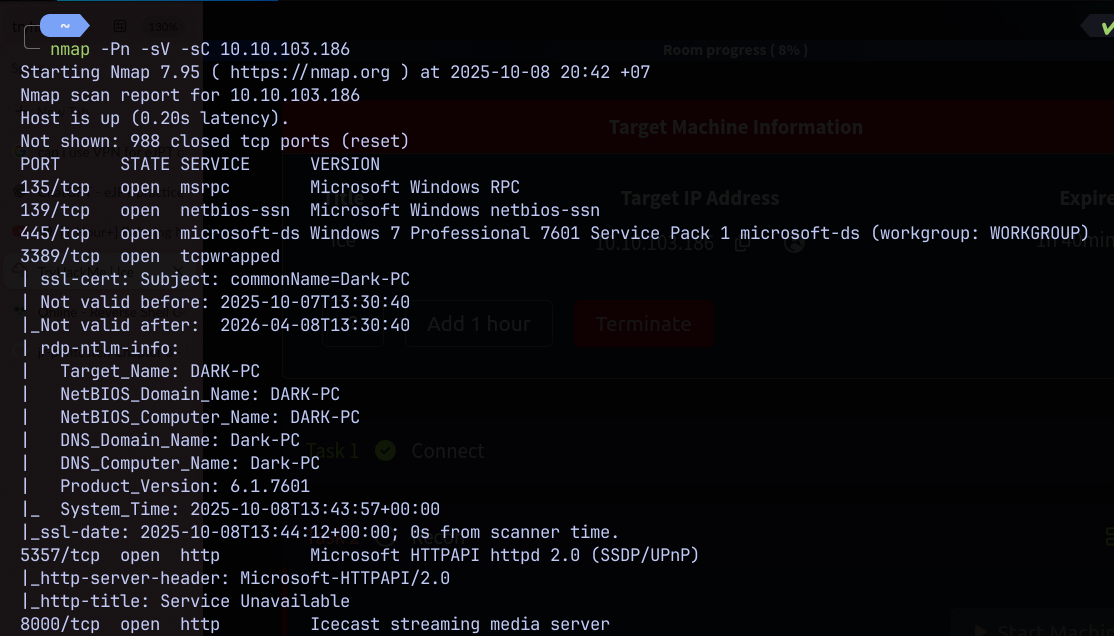 ~
nmap -Pn -sV -sC 10.10.103.186
Starting Nmap 7.95 ( https://nmap.org ) at 2025-10-08 20:42 +07
Nmap scan report for 10.10.103.186
Host is up (0.20s latency).
Not shown: 988 closed tcp ports (reset)
PORT     STATE SERVICE      VERSION
135/tcp  open  msrpc        Microsoft Windows RPC
139/tcp  open  netbios-ssn  Microsoft Windows netbios-ssn
445/tcp  open  microsoft-ds Windows 7 Professional 7601 Service Pack 1 microsoft-ds (workgroup: WORKGROUP)
3389/tcp open  tcpwrapped
| ssl-cert: Subject: commonName=Dark-PC
| Not valid before: 2025-10-07T13:30:40
|_Not valid after:  2026-04-08T13:30:40
| rdp-ntlm-info:
|   Target_Name: DARK-PC
|   NetBIOS_Domain_Name: DARK-PC
|   NetBIOS_Computer_Name: DARK-PC
|   DNS_Domain_Name: Dark-PC
|   DNS_Computer_Name: Dark-PC
|   Product_Version: 6.1.7601
|_  System_Time: 2025-10-08T13:43:57+00:00
|_ssl-date: 2025-10-08T13:44:12+00:00; 0s from scanner time.
5357/tcp open  http         Microsoft HTTPAPI httpd 2.0 (SSDP/UPnP)
|_http-server-header: Microsoft-HTTPAPI/2.0
|_http-title: Service Unavailable
8000/tcp open  http         Icecast streaming media server
130%
Room progress ( 8% )
Target Machine Information
Title
Target IP Address
10.10.103.186
Add 1 hour
Terminate
Task 1
Connect